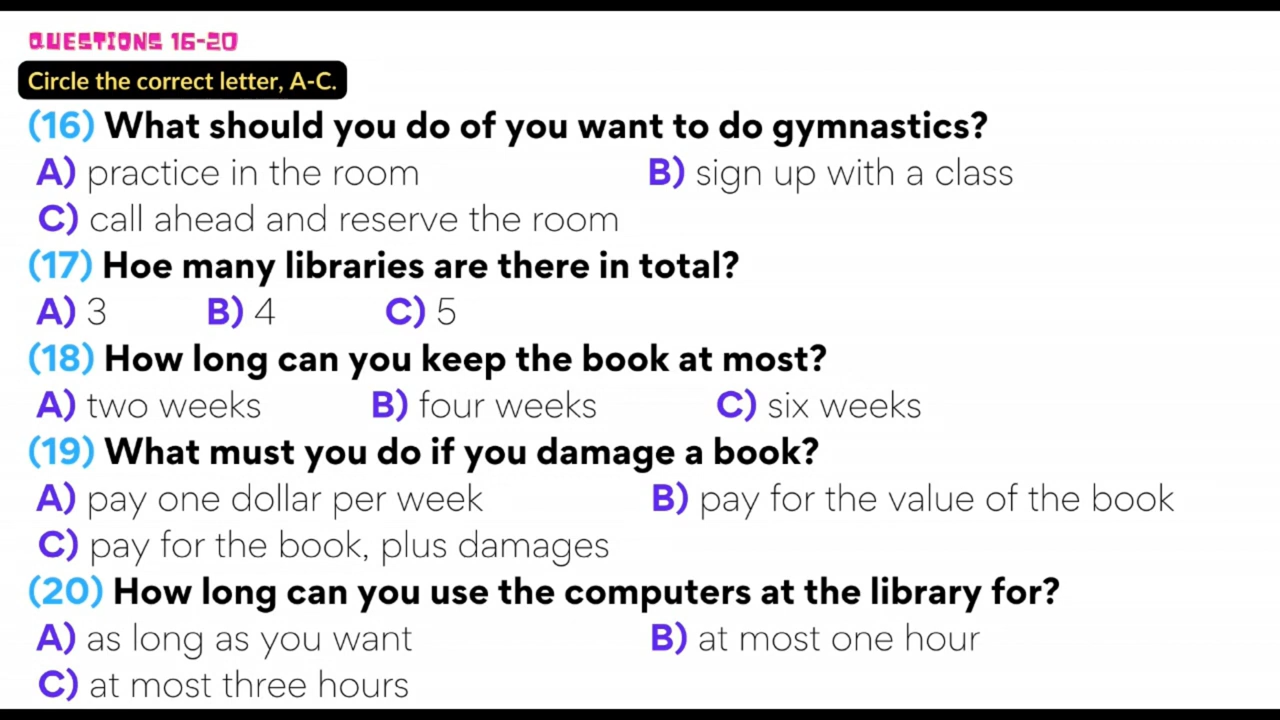 QUESTIONS 16-20
Circle the correct letter, A-C.
(16) What should you do of you want to do gymnastics?
A) practice in the room B) sign up with a class
C) call ahead and reserve the room
(17) Hoe many libraries are there in total?
A) 3 B) 4 C) 5
(18) How long can you keep the book at most?
A) two weeks B) four weeks C) six weeks
(19) What must you do if you damage a book?
A) pay one dollar per week B) pay for the value of the book
C) pay for the book, plus damages
(20) How long can you use the computers at the library for?
A) as long as you want B) at most one hour
C) at most three hours